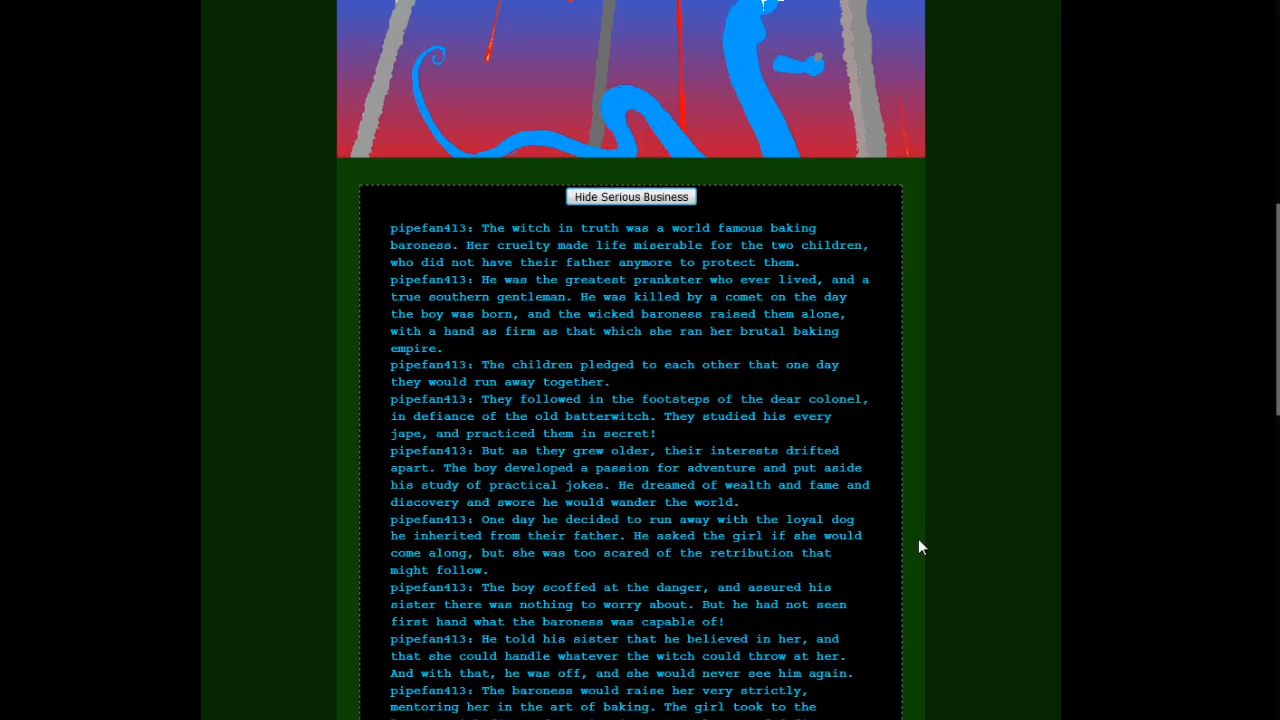 Hide Serious Business
pipefan413: The witch in truth was a world famous baking
baroness. Her cruelty made life miserable for the two children,
who did not have their father anymore to protect them.
pipefan413: He was the greatest prankster who ever lived, and a
true southern gentleman. He was killed by a comet on the day
the boy was born, and the wicked baroness raised them alone,
with a hand as firm as that which she ran her brutal baking
empire.
pipefan413: The children pledged to each other that one day
they would run away together.
pipefan413: They followed in the footsteps of the dear colonel,
in defiance of the old batterwitch. They studied his every
jape, and practiced them in secret!
pipefan413: But as they grew older, their interests drifted
apart. The boy developed a passion for adventure and put aside
his study of practical jokes. He dreamed of wealth and fame and
discovery and swore he would wander the world.
pipefan413: One day he decided to run away with the loyal dog
he inherited from their father. He asked the girl if she would
come along, but she was too scared of the retribution that
might follow.
pipefan413: The boy scoffed at the danger, and assured his
sister there was nothing to worry about. But he had not seen
first hand what the baroness was capable of!
pipefan413: He told his sister that he believed in her, and
that she could handle whatever the witch could throw at her.
And with that, he was off, and she would never see him again.
pipefan413: The baroness would raise her very strictly,
mentoring her in the art of baking. The girl took to the